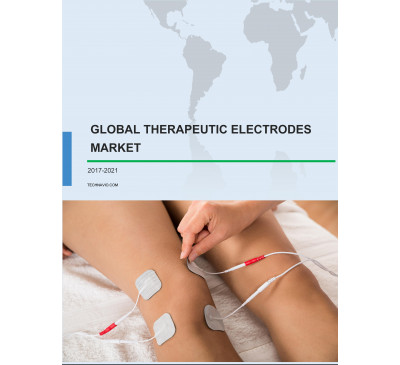 GLOBAL THERAPEUTIC ELECTRODES
MARKET
2017-2021
TECHNAVIO.COM